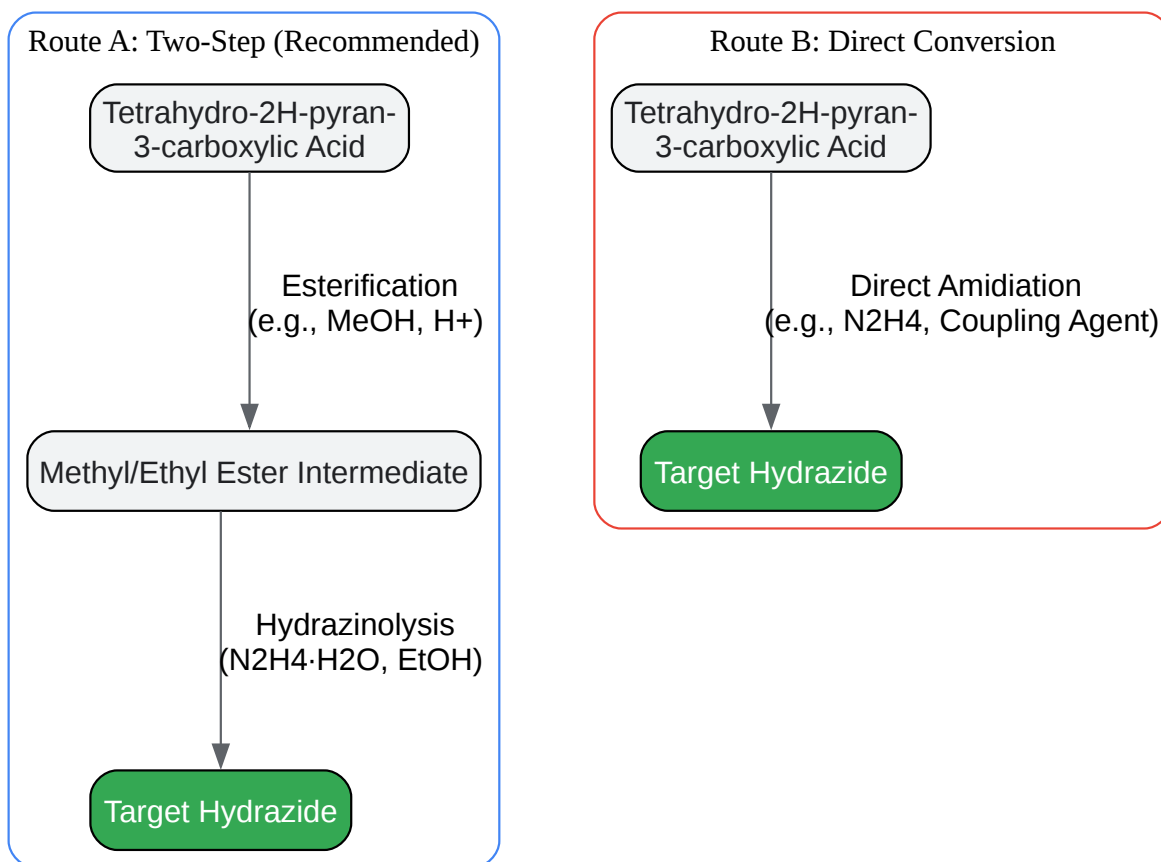 Route A: Two-Step (Recommended)
Tetrahydro-2H-pyran-
3-carboxylic Acid
Esterification
(e.g., MeOH, H+)
Methyl/Ethyl Ester Intermediate
Hydrazinolysis
(N2H4·H2O, EtOH)
Target Hydrazide
Route B: Direct Conversion
Tetrahydro-2H-pyran-
3-carboxylic Acid
Direct Amidiation
(e.g., N2H4, Coupling Agent)
Target Hydrazide